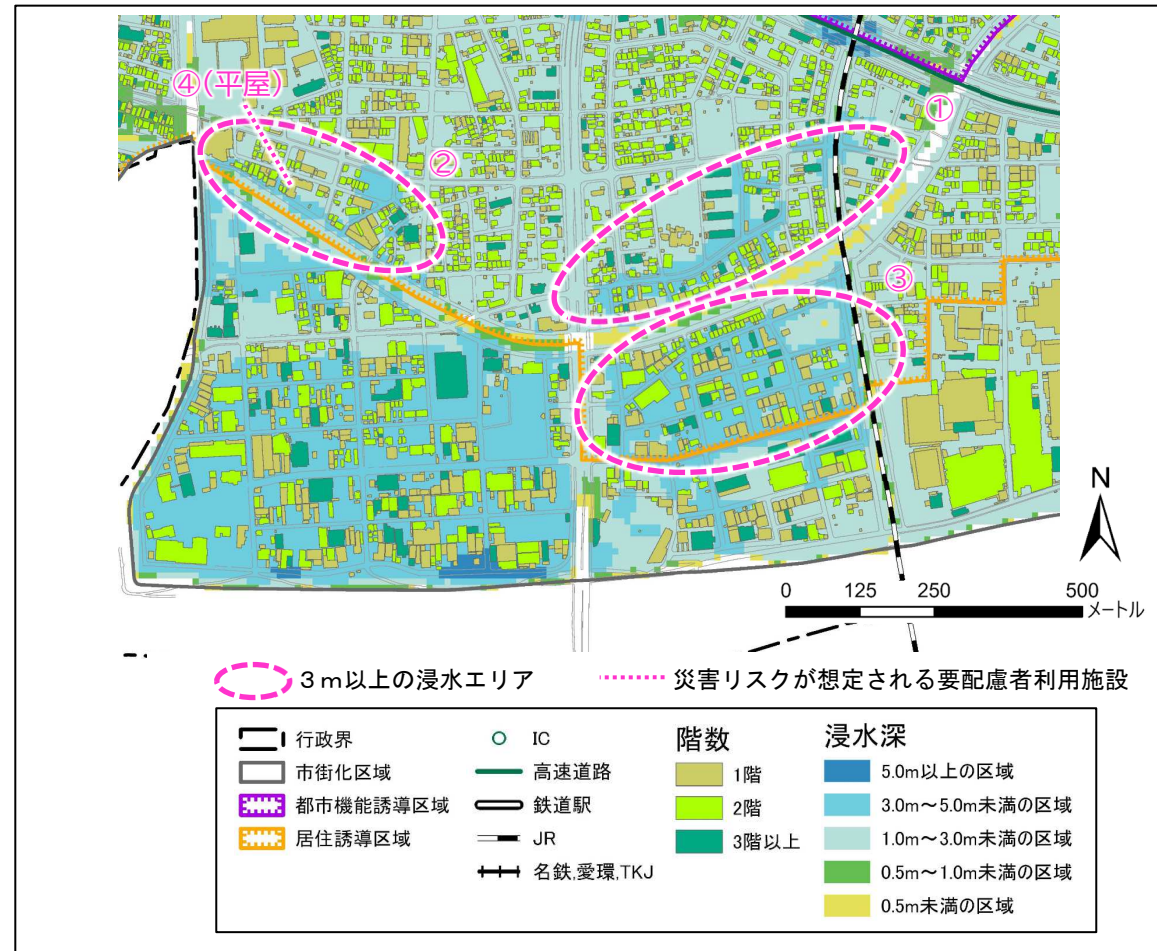 ④(平屋)
①
②
③
N
0 125 250 500
メートル
3m以上の浸水エリア
災害リスクが想定される要配慮者利用施設
行政界
市街化区域
都市機能誘導区域
居住誘導区域
IC
高速道路
鉄道駅
JR
名鉄,愛環,TKJ
階数
1階
2階
3階以上
浸水深
5.0m以上の区域
3.0m～5.0m未満の区域
1.0m～3.0m未満の区域
0.5m～1.0m未満の区域
0.5m未満の区域